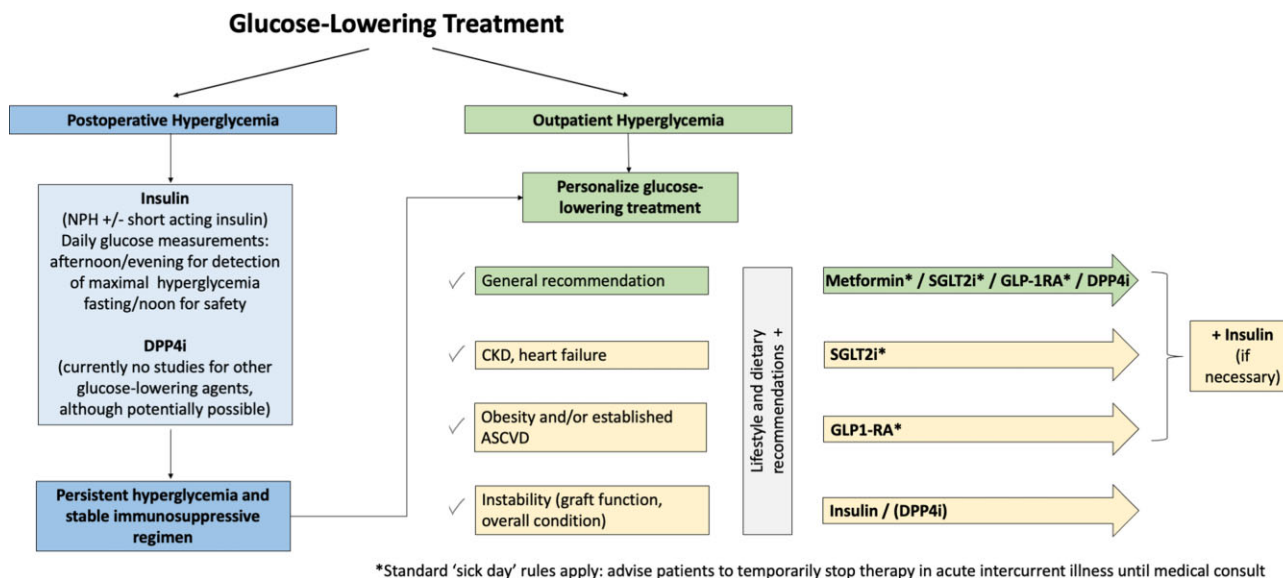 Glucose-Lowering Treatment
Postoperative Hyperglycemia
Insulin
(NPH +/- short acting insulin)
Daily glucose measurements:
afternoon/evening for detection
of maximal hyperglycemia
fasting/noon for safety
DPP4i
(currently no studies for other
glucose-lowering agents,
although potentially possible)
Persistent hyperglycemia and
stable immunosuppressive
regimen
Outpatient Hyperglycemia
Personalize glucose-
lowering treatment
General recommendation
CKD, heart failure
Obesity and/or established
ASCVD
Instability (graft function,
overall condition)
Lifestyle and dietary
recommendations +
Metformin* / SGLT2i* / GLP-1RA* / DPP4i
SGLT2i*
GLP1-RA*
Insulin / (DPP4i)
+ Insulin
(if
necessary)
*Standard ‘sick day’ rules apply: advise patients to temporarily stop therapy in acute intercurrent illness until medical consult